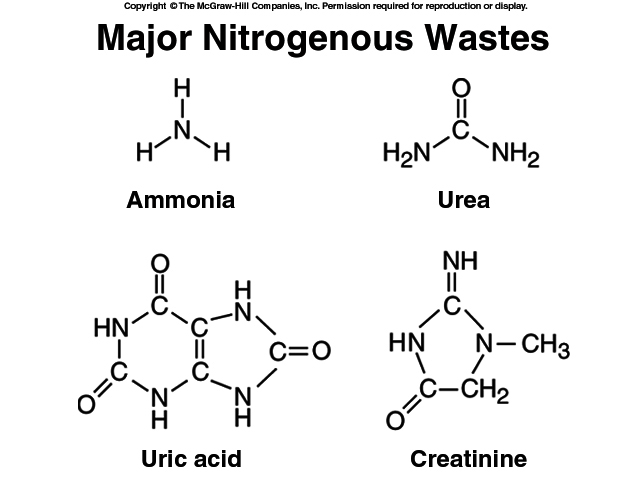 Copyright © The McGraw-Hill Companies, Inc. Permission required for reproduction or display.
Major Nitrogenous Wastes
H
N
H H
Ammonia
O
C
H₂N NH₂
Urea
O
C
HN C
H
N
C=O
C C
O N
H
N
H
Uric acid
NH
C
HN N–CH₃
C–CH₂
O
Creatinine